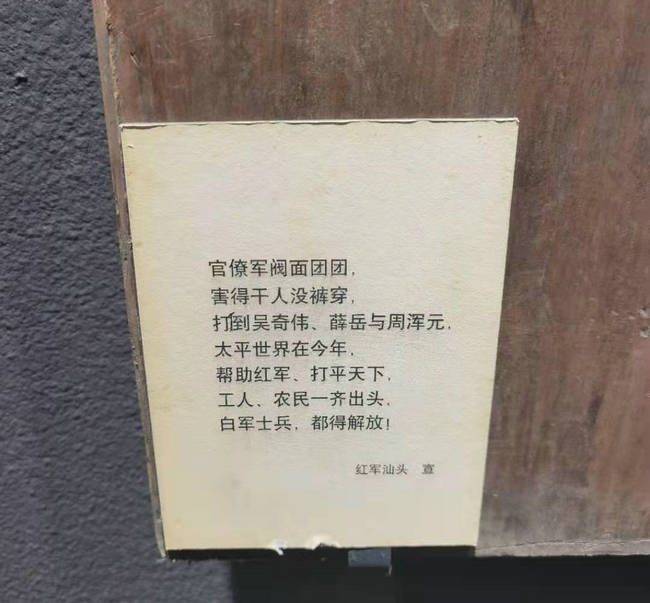 官僚军阀面团团，
害得干人没裤穿，
打到吴奇伟、薛岳与周浑元，
太平世界在今年，
帮助红军、打平天下，
工人、农民一齐出头，
白军士兵，都得解放！
红军汕头　宣